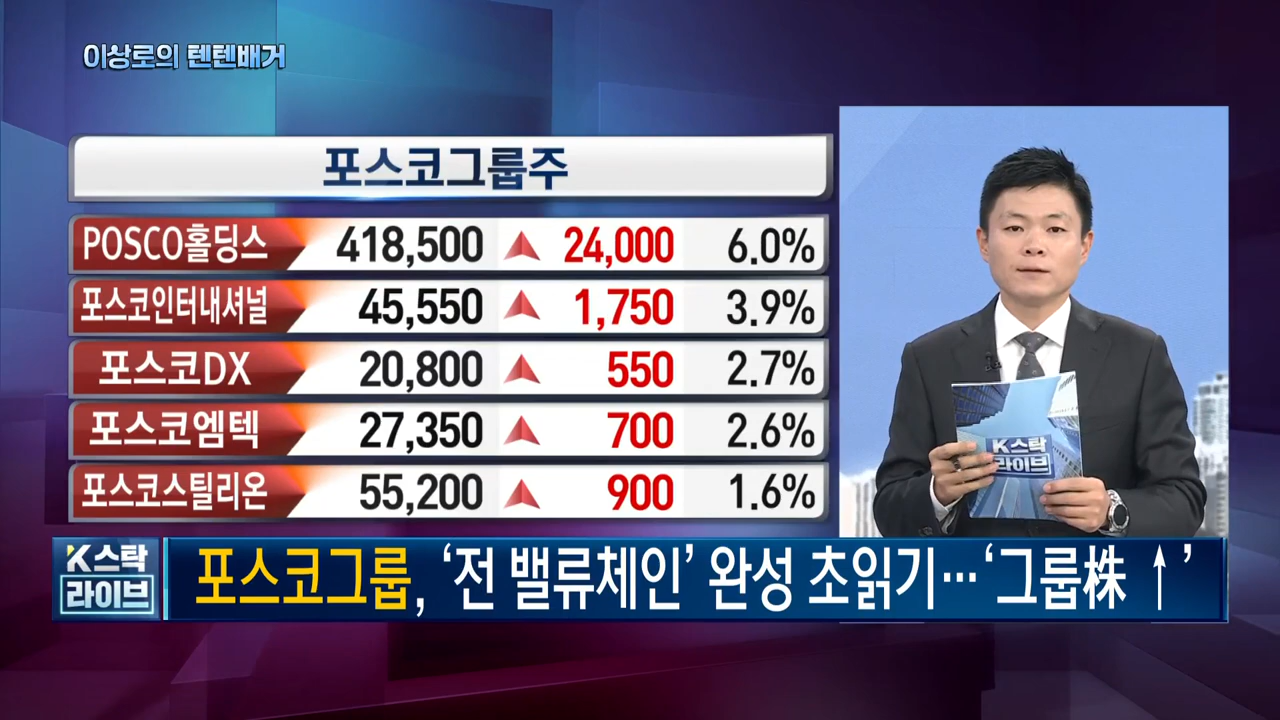 이상로의 텐텐배거
포스코그룹주
POSCO홀딩스 418,500 ▲ 24,000 6.0%
포스코인터내셔널 45,550 ▲ 1,750 3.9%
포스코DX 20,800 ▲ 550 2.7%
포스코엠텍 27,350 ▲ 700 2.6%
포스코스틸리온 55,200 ▲ 900 1.6%
K스탁
라이브
K스탁
라이브
포스코그룹, ‘전 밸류체인’ 완성 초읽기…‘그룹株 ↑’